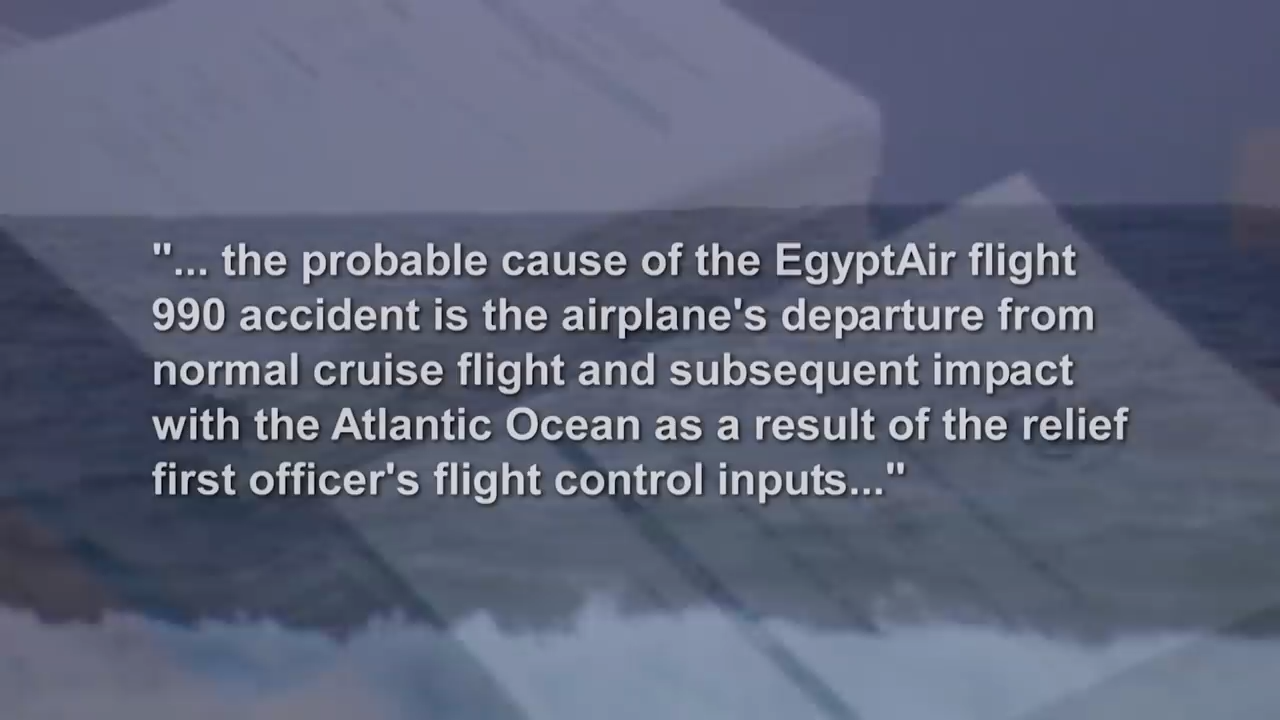 "... the probable cause of the EgyptAir flight
990 accident is the airplane's departure from
normal cruise flight and subsequent impact
with the Atlantic Ocean as a result of the relief
first officer's flight control inputs..."